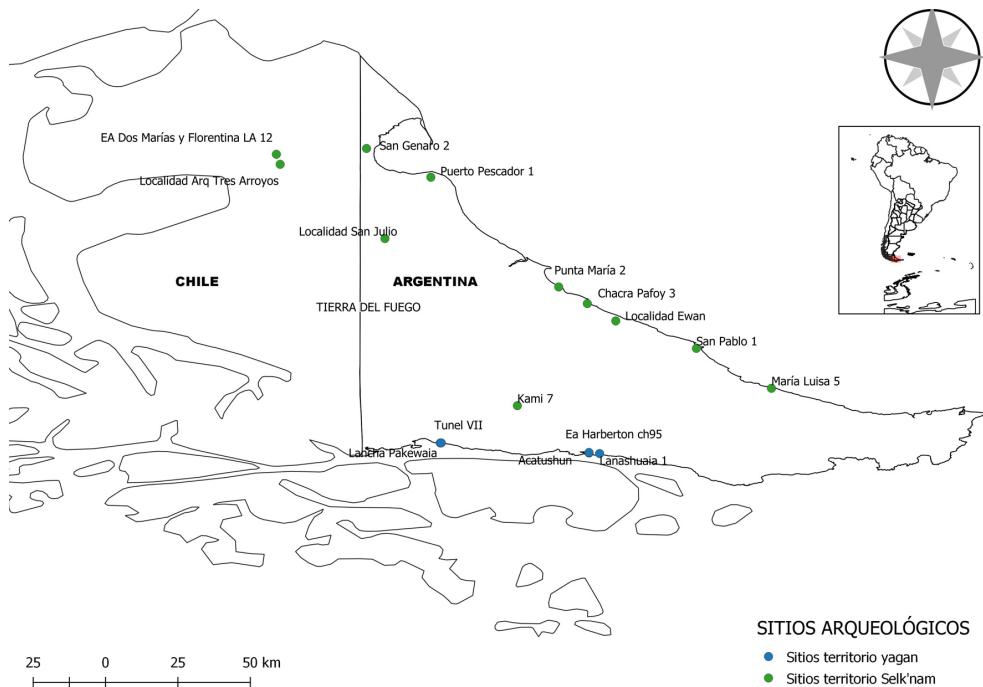 EA Dos Marías y Florentina LA 12
San Genaro 2
Puerto Pescador 1
Localidad Arq Tres Arroyos
Localidad San Julio
CHILE
ARGENTINA
TIERRA DEL FUEGO
Punta María 2
Chacra Pafoy 3
Localidad Ewan
San Pablo 1
María Luisa 5
Kami 7
Tunel VII
Lancha Pakewaia
Ea Harberton ch95
Acatushun
Lanashuaia 1
SITIOS ARQUEOLÓGICOS
Sitios territorio yagan
Sitios territorio Selk'nam
25 0 25 50 km